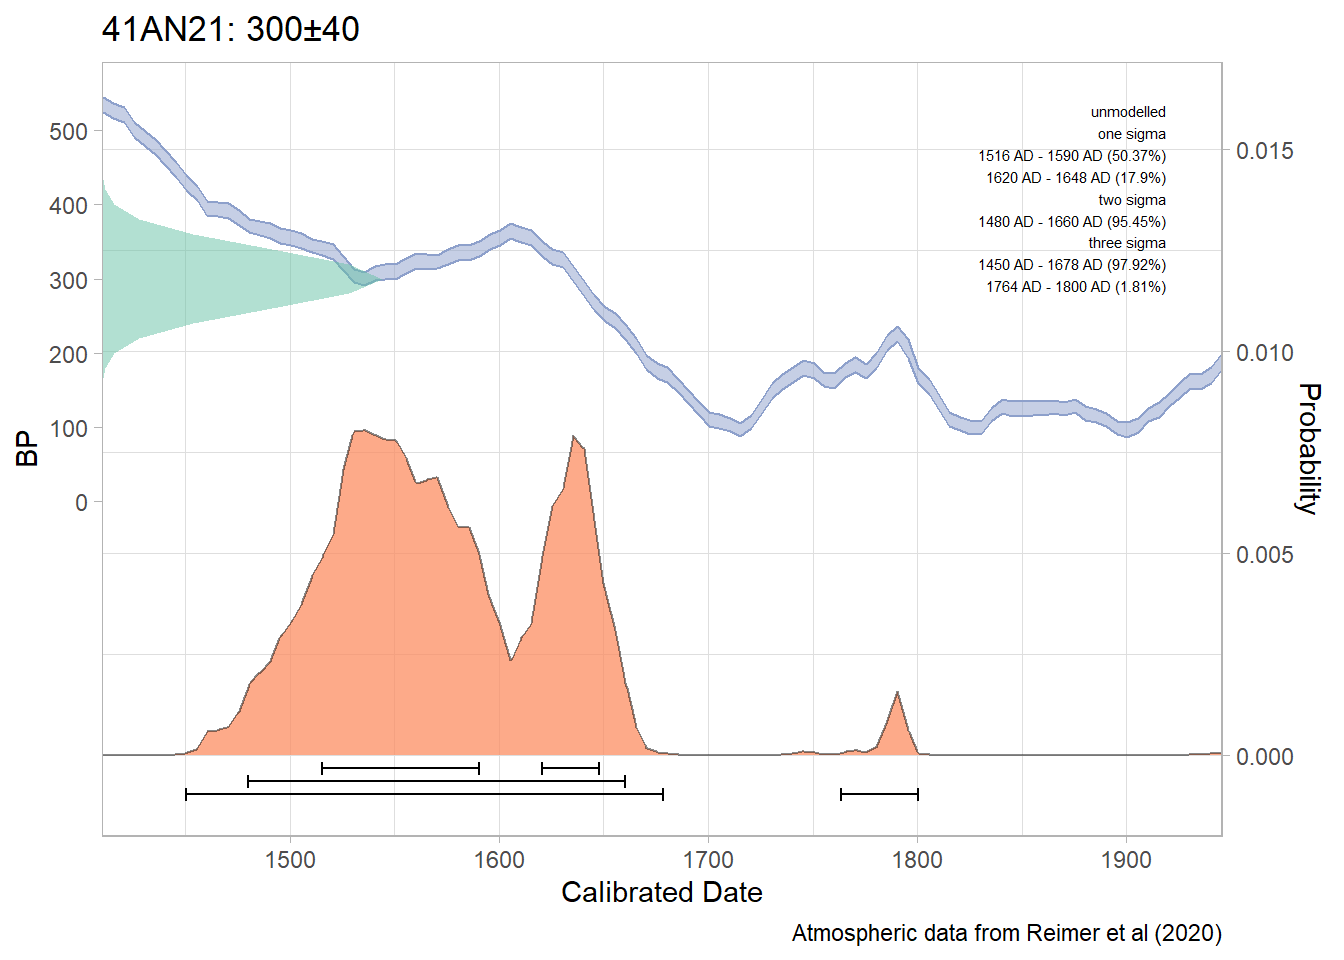 41AN21: 300±40
unmodelled
one sigma
1516 AD - 1590 AD (50.37%)
1620 AD - 1648 AD (17.9%)
two sigma
1480 AD - 1660 AD (95.45%)
three sigma
1450 AD - 1678 AD (97.92%)
1764 AD - 1800 AD (1.81%)
BP
500
400
300
200
100
0
0.015
0.010
0.005
0.000
Probability
1500 1600 1700 1800 1900
Calibrated Date
Atmospheric data from Reimer et al (2020)